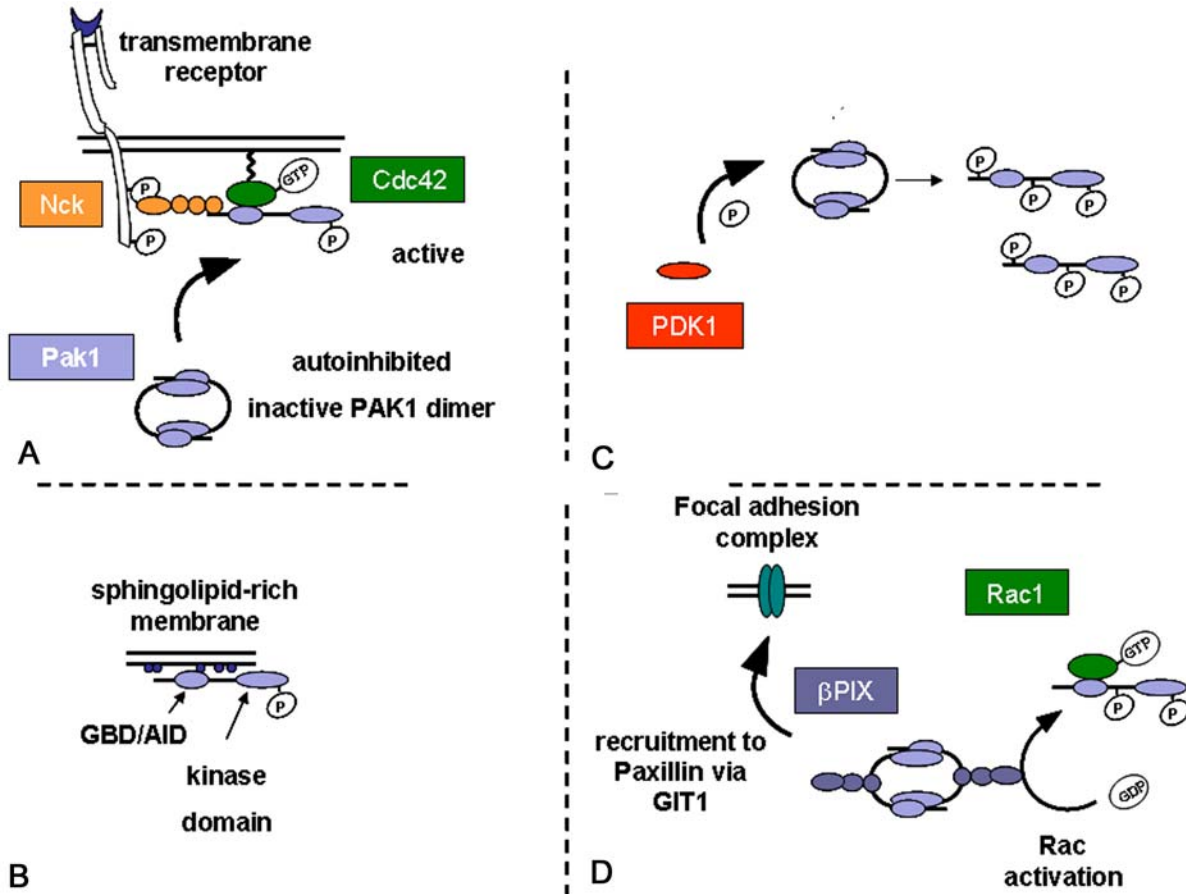 transmembrane
receptor
GTP
Cdc42
P
Nck
P
P
active
Pak1
autoinhibited
inactive PAK1 dimer
A
P
P
P
P
P
P
P
PDK1
C
sphingolipid-rich
membrane
P
GBD/AID
kinase
domain
B
Focal adhesion
complex
Rac1
GTP
βPIX
P
P
recruitment to
Paxillin via
GIT1
GDP
Rac
activation
D